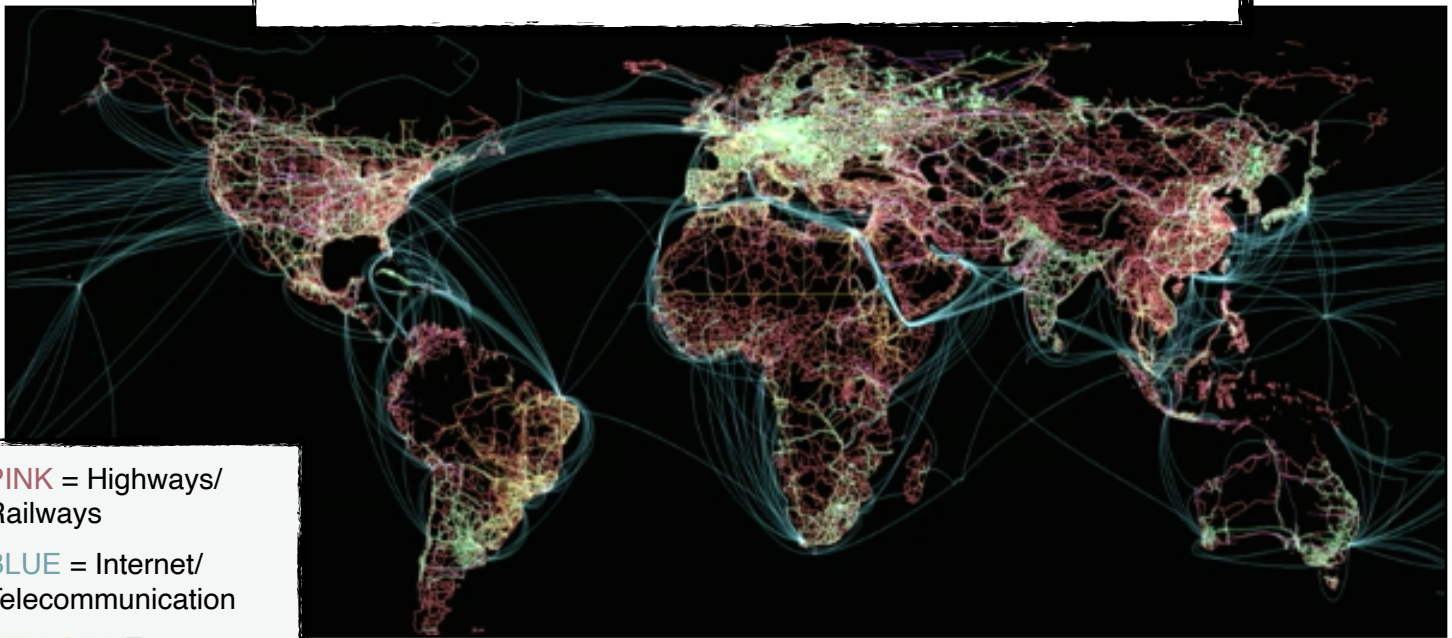 PINK = Highways/
Railways
BLUE = Internet/
Telecommunication